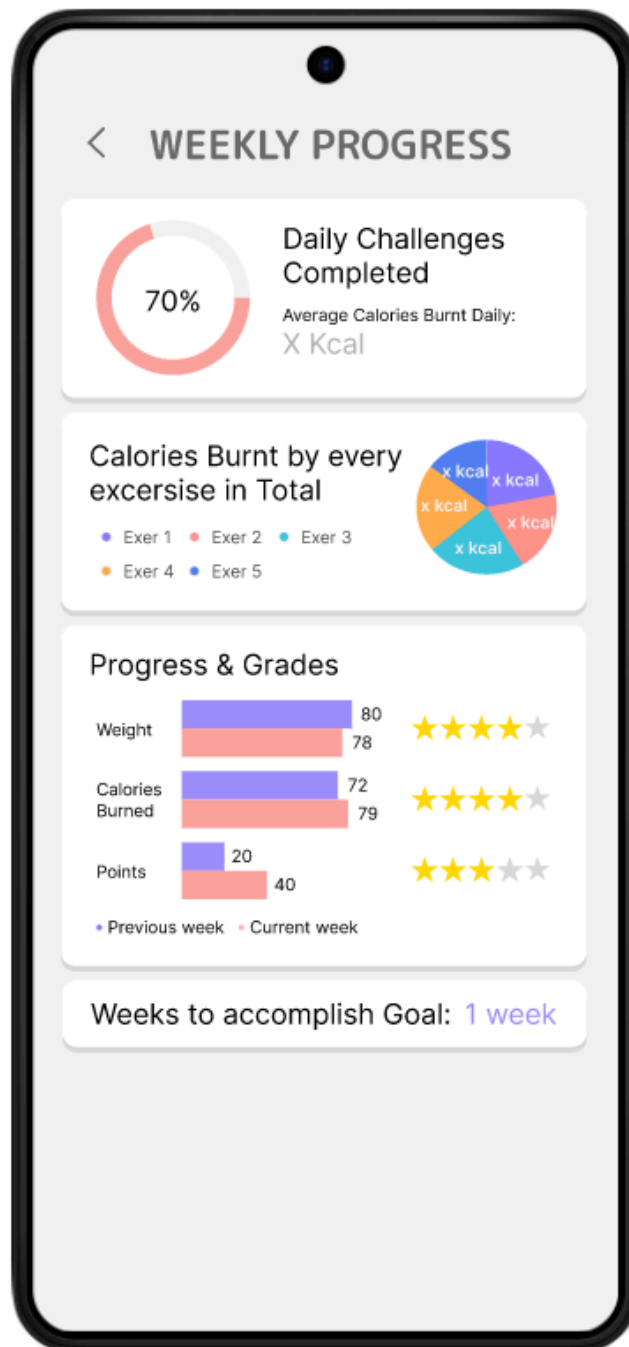 WEEKLY PROGRESS
70%
Daily Challenges
Completed
Average Calories Burnt Daily:
X Kcal
Calories Burnt by every
excersise in Total
Exer 1 Exer 2 Exer 3
Exer 4 Exer 5
x kcal
x kcal
x kcal
x kcal
x kcal
Progress & Grades
Weight
80
78
Calories
Burned
72
79
Points
20
40
Previous week Current week
Weeks to accomplish Goal: 1 week